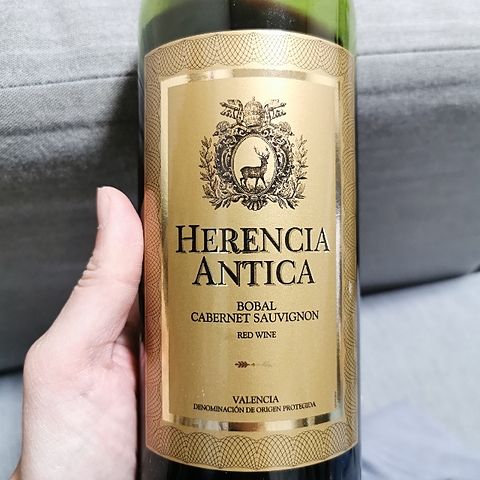 HERENCIA
ANTICA
BOBAL
CABERNET SAUVIGNON
RED WINE
VALENCIA
DENOMINACIÓN DE ORIGEN PROTEGIDA